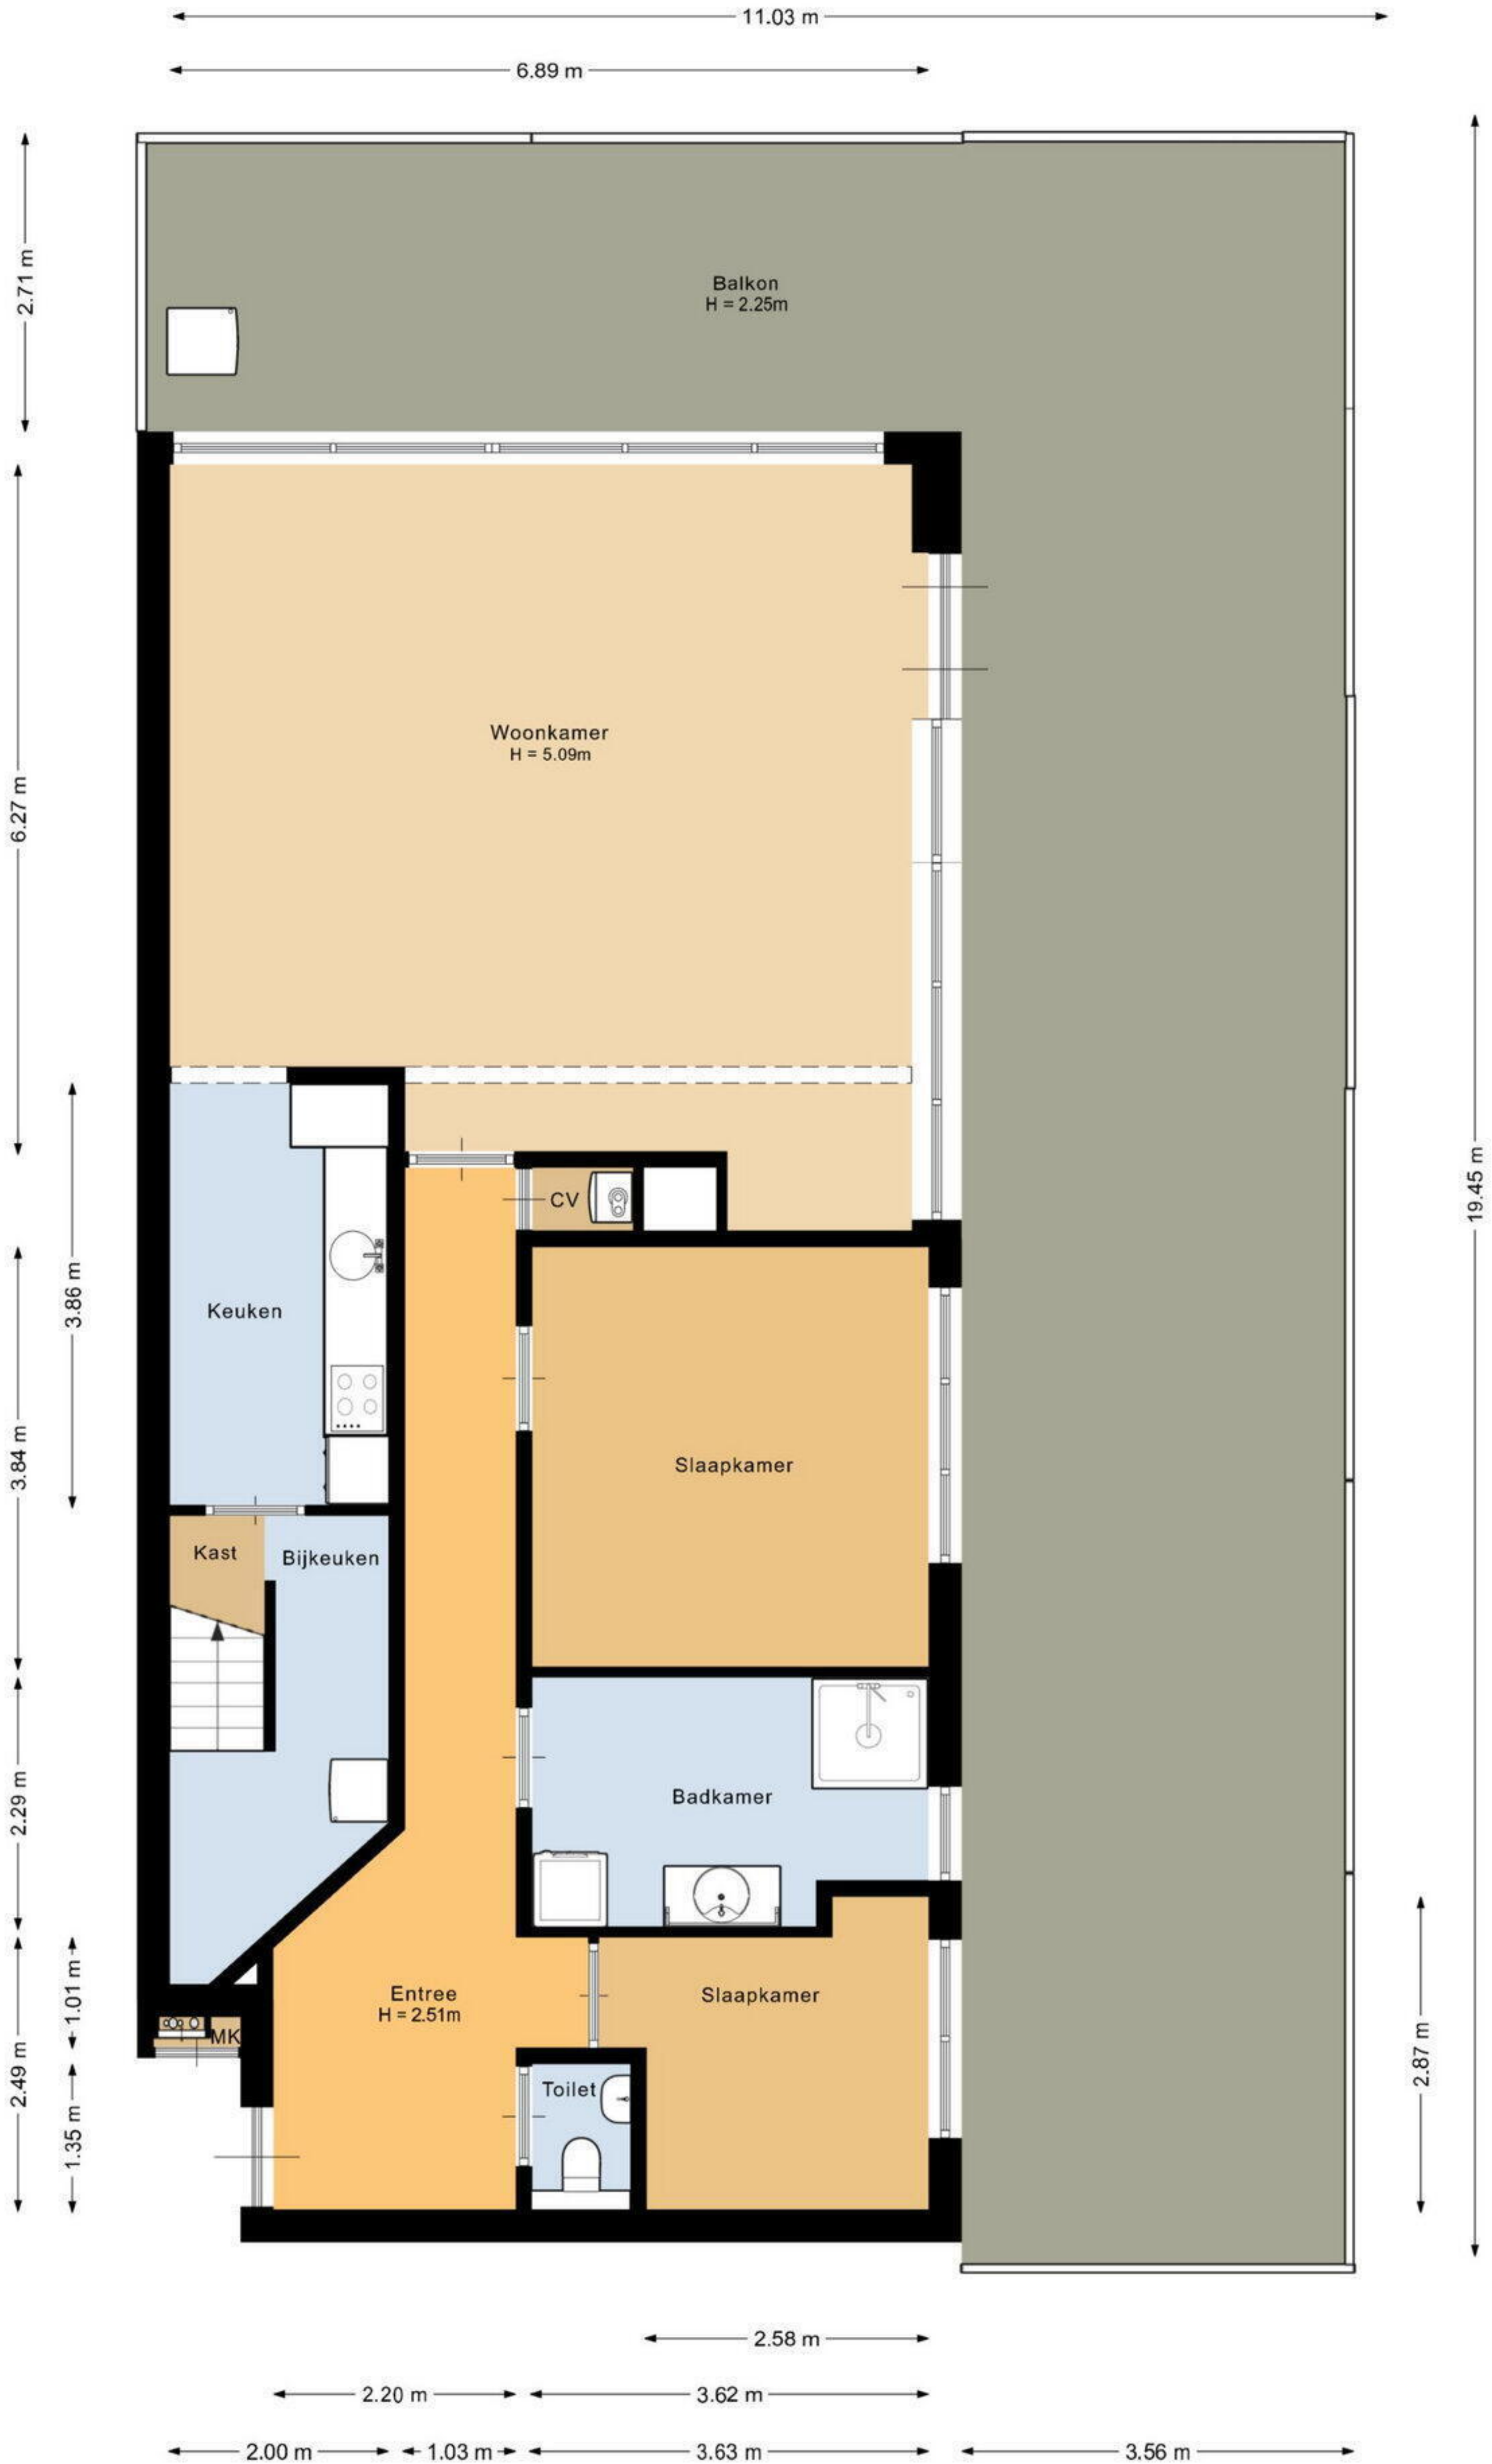 11.03 m
6.89 m
2.71 m
Balkon
H = 2.25m
6.27 m
Woonkamer
H = 5.09m
19.45 m
CV
3.86 m
Keuken
3.84 m
Slaapkamer
Kast
Bijkeuken
2.29 m
Badkamer
1.01 m
Entree
H = 2.51m
Slaapkamer
MK
2.49 m
2.87 m
Toilet
1.35 m
2.58 m
2.20 m
3.62 m
2.00 m
1.03 m
3.63 m
3.56 m